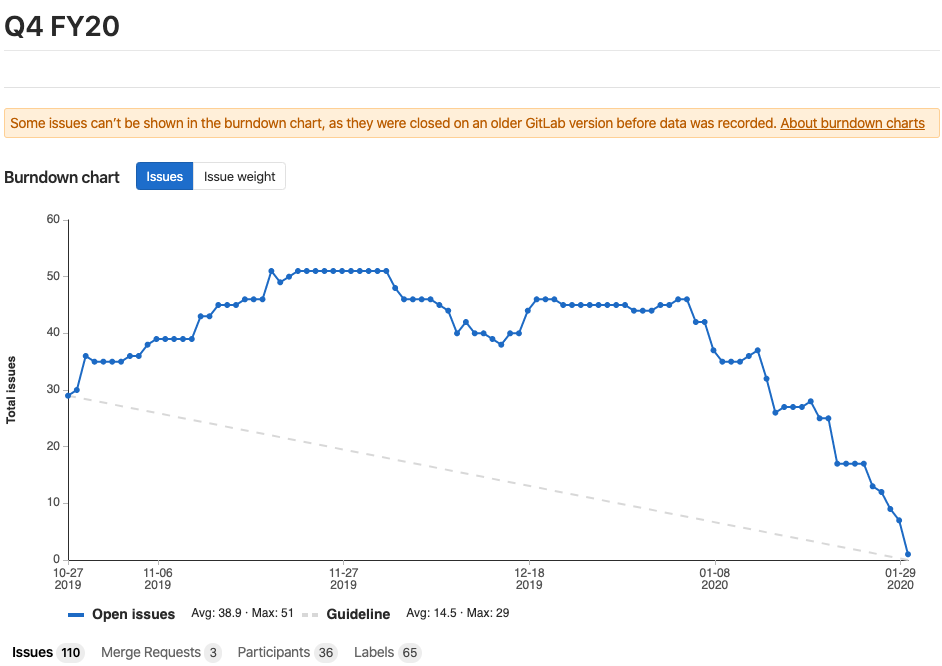 Q4 FY20
Some issues can't be shown in the burndown chart, as they were closed on an older GitLab version before data was recorded. About burndown charts
Burndown chart Issues Issue weight
60
50
40
30
20
10
0
Total issues
10-27 11-06 11-27 12-18 01-08 01-29
2019 2019 2019 2019 2020 2020
Open issues Avg: 38.9 · Max: 51 Guideline Avg: 14.5 · Max: 29
Issues 110 Merge Requests 3 Participants 36 Labels 65